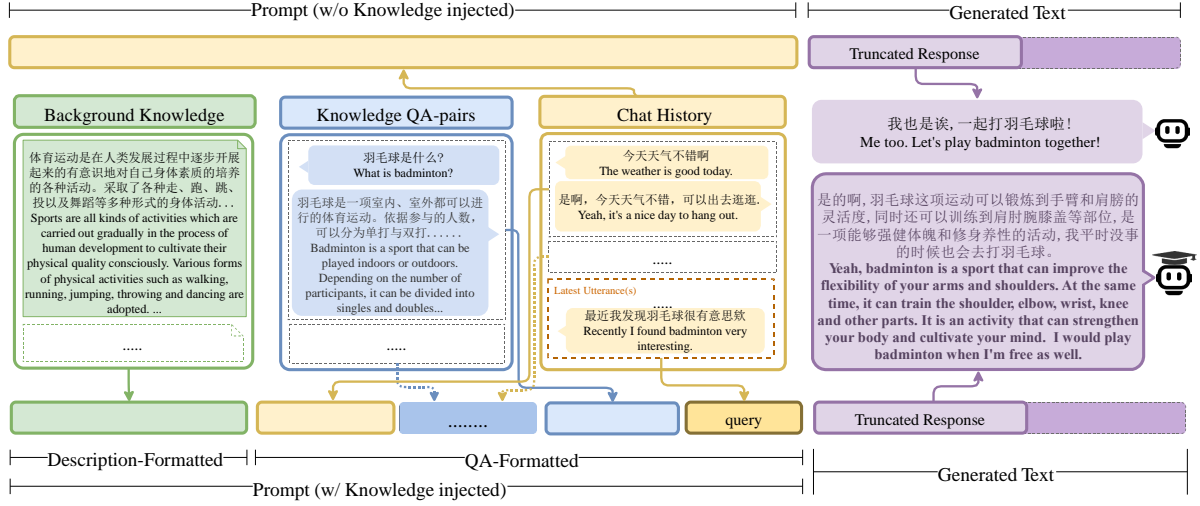 Prompt (w/o Knowledge injected)
Generated Text
Truncated Response
Background Knowledge
体育运动是在人类发展过程中逐步开展
起来的有意识地对自己身体素质的培养
的各种活动。采取了各种走、跑、跳、
投以及舞蹈等多种形式的身体活动...
Sports are all kinds of activities which are
carried out gradually in the process of
human development to cultivate their
physical quality consciously. Various forms
of physical activities such as walking,
running, jumping, throwing and dancing are
adopted. ...
.....
Knowledge QA-pairs
羽毛球是什么?
What is badminton?
羽毛球是一项室内、室外都可以进
行的体育运动。依据参与的人数,
可以分为单打与双打......
Badminton is a sport that can be
played indoors or outdoors.
Depending on the number of
participants, it can be divided into
singles and doubles...
.....
Chat History
今天天气不错啊
The weather is good today.
是啊，今天天气不错，可以出去逛逛.
Yeah, it's a nice day to hang out.
.....
Latest Utterance(s)
.....
最近我发现羽毛球很有意思欸
Recently I found badminton very
interesting.
我也是诶, 一起打羽毛球啦!
Me too. Let's play badminton together!
是的啊, 羽毛球这项运动可以锻炼到手臂和肩膀的
灵活度, 同时还可以训练到肩肘腕膝盖等部位, 是
一项能够强健体魄和修身养性的活动, 我平时没事
的时候也会去打羽毛球。
Yeah, badminton is a sport that can improve the
flexibility of your arms and shoulders. At the same
time, it can train the shoulder, elbow, wrist, knee
and other parts. It is an activity that can strengthen
your body and cultivate your mind. I would play
badminton when I'm free as well.
........
query
Truncated Response
Description-Formatted
QA-Formatted
Prompt (w/ Knowledge injected)
Generated Text